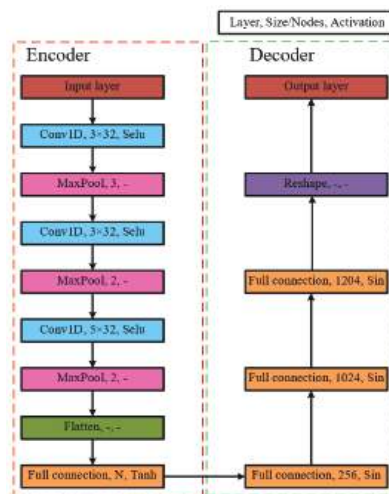 Layer, Size/Nodes, Activation
Encoder
Input layer
Conv1D, 3×32, Selu
MaxPool, 3, -
Conv1D, 3×32, Selu
MaxPool, 2, -
Conv1D, 5×32, Selu
MaxPool, 2, -
Flatten, -, -
Full connection, N, Tanh
Decoder
Output layer
Reshape, -, -
Full connection, 1204, Sin
Full connection, 1024, Sin
Full connection, 256, Sin